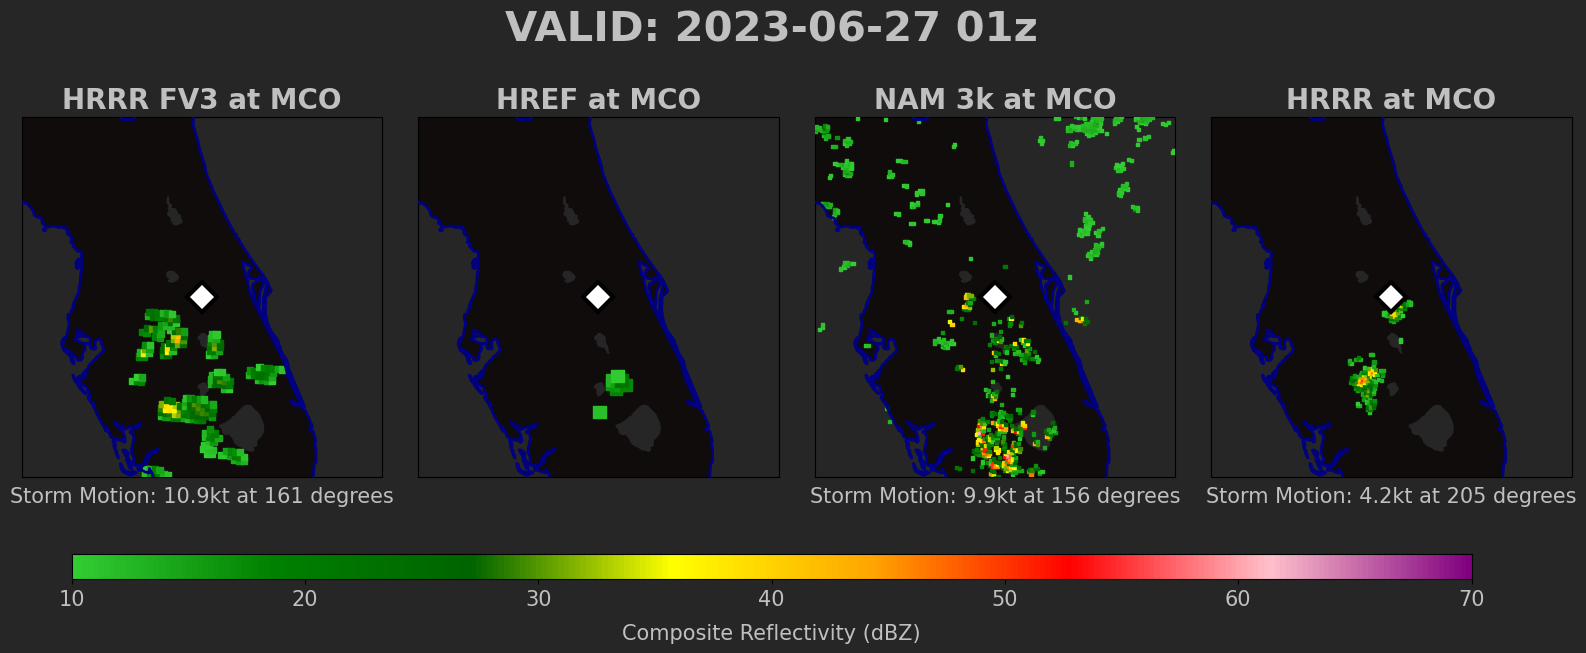 VALID: 2023-06-27 01z
HRRR FV3 at MCO
HREF at MCO
NAM 3k at MCO
HRRR at MCO
Storm Motion: 10.9kt at 161 degrees
Storm Motion: 9.9kt at 156 degrees
Storm Motion: 4.2kt at 205 degrees
10 20 30 40 50 60 70
Composite Reflectivity (dBZ)